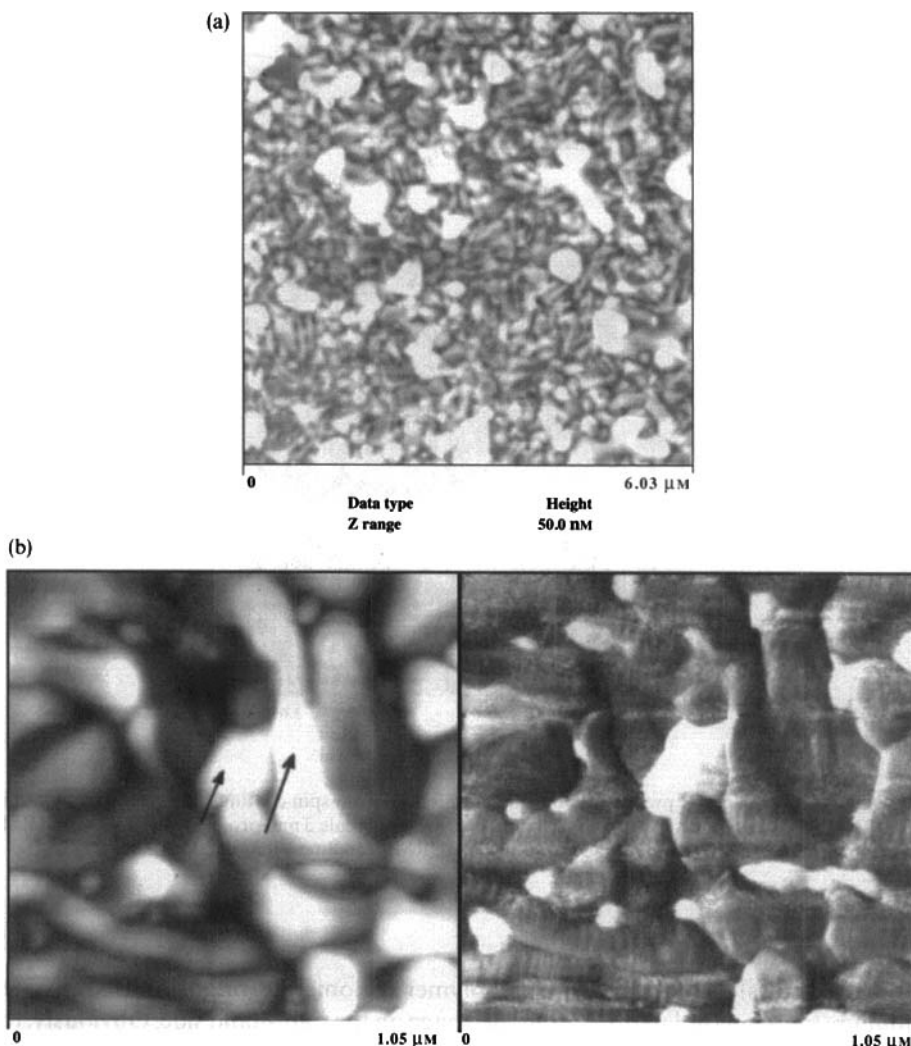 (a)
0 6.03 µM
Data type Height
Z range 50.0 nM
(b)
0 1.05 µM 0 1.05 µM